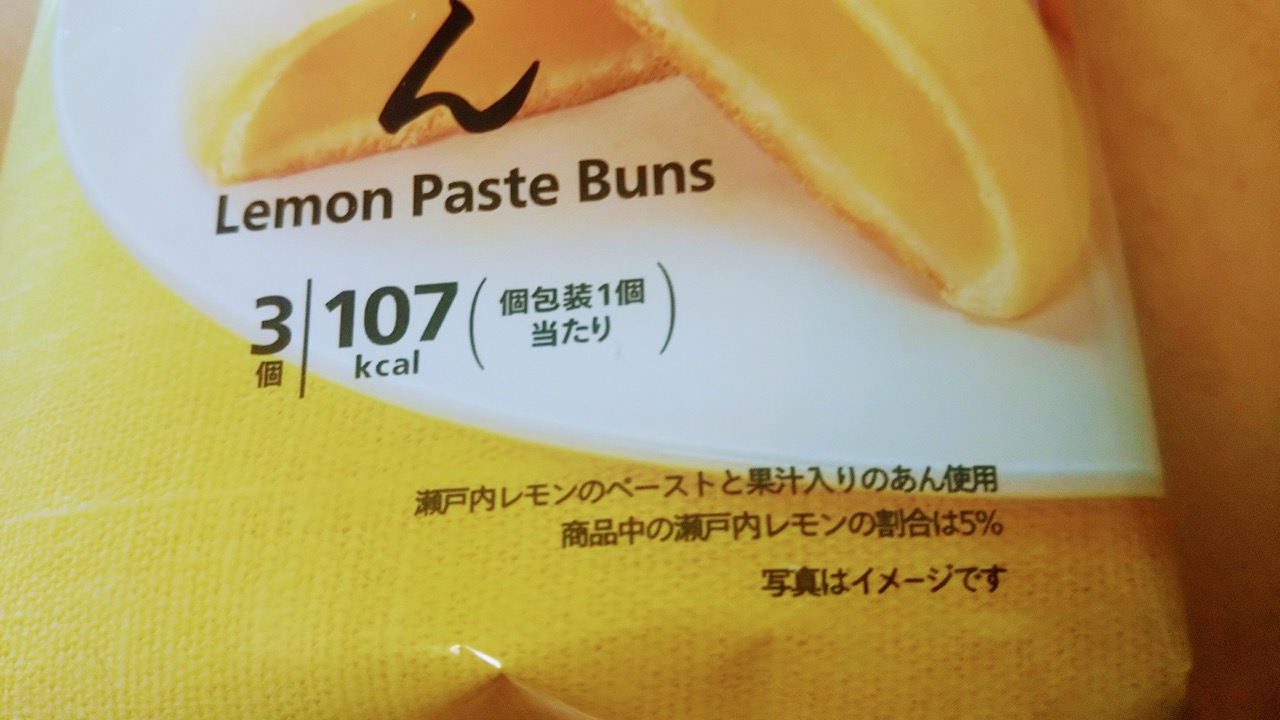 ん
Lemon Paste Buns
3個 107kcal (個包装1個当たり)
瀬戸内レモンのペーストと果汁入りのあん使用
商品中の瀬戸内レモンの割合は5%
写真はイメージです